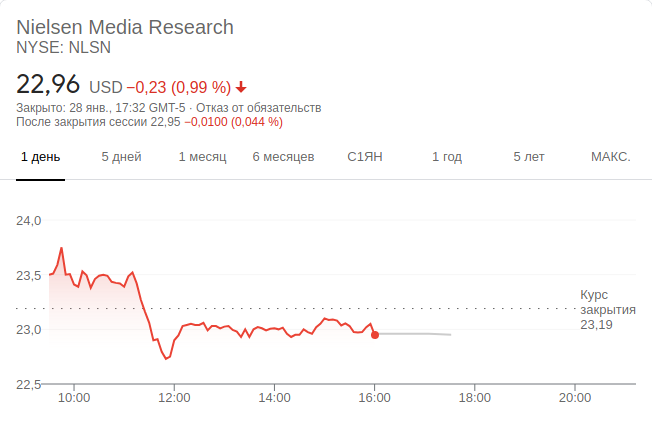 Nielsen Media Research
NYSE: NLSN
22,96 USD −0,23 (0,99 %)
Закрыто: 28 янв., 17:32 GMT-5 · Отказ от обязательств
После закрытия сессии 22,95 −0,0100 (0,044 %)
1 день 5 дней 1 месяц 6 месяцев С1ЯН 1 год 5 лет МАКС.
24,0
23,5
Курс
закрытия
23,19
23,0
22,5
10:00 12:00 14:00 16:00 18:00 20:00